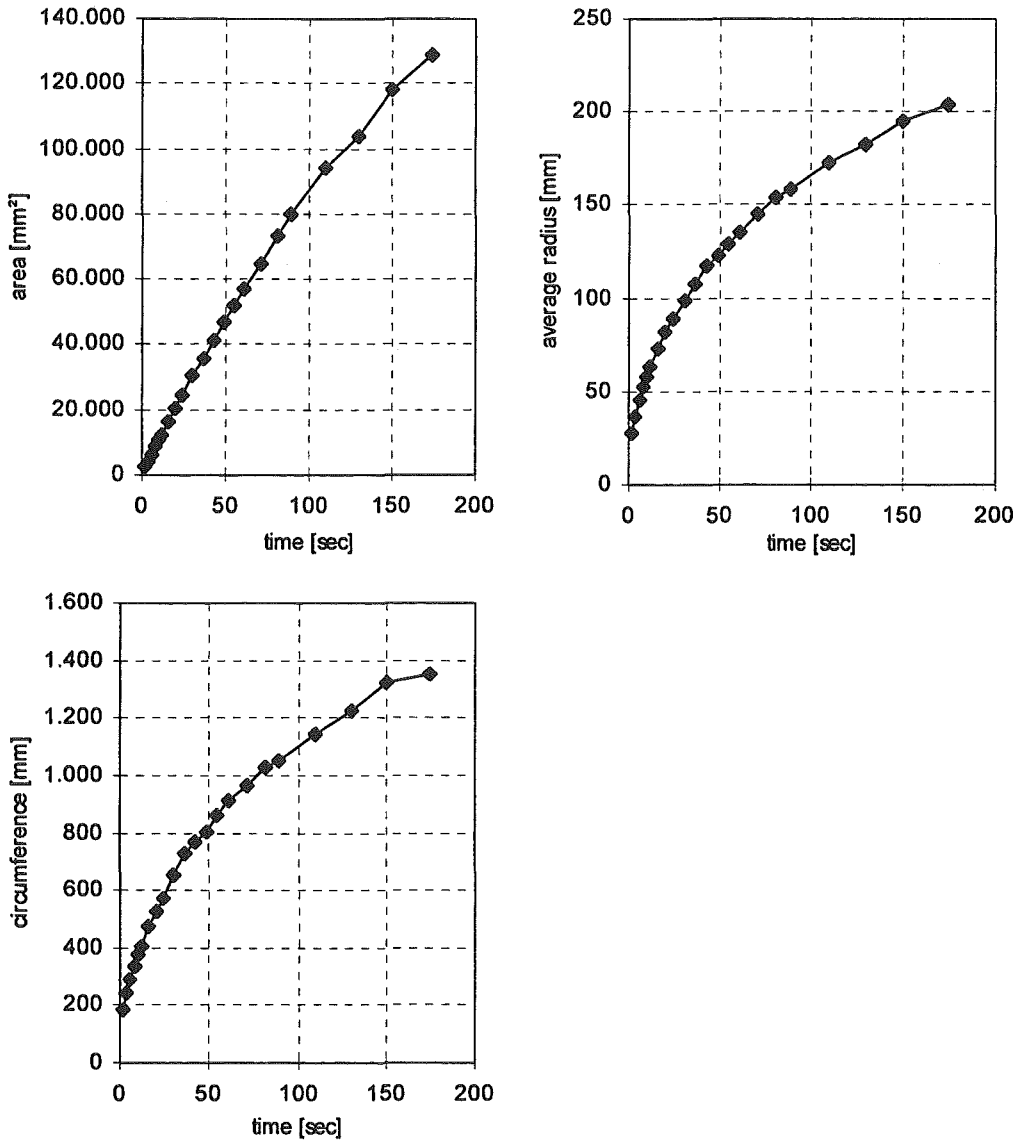 140.000
120.000
100.000
80.000
60.000
40.000
20.000
0
area [mm²]
0 50 100 150 200
time [sec]
250
200
150
100
50
0
average radius [mm]
0 50 100 150 200
time [sec]
1.600
1.400
1.200
1.000
800
600
400
200
0
circumference [mm]
0 50 100 150 200
time [sec]